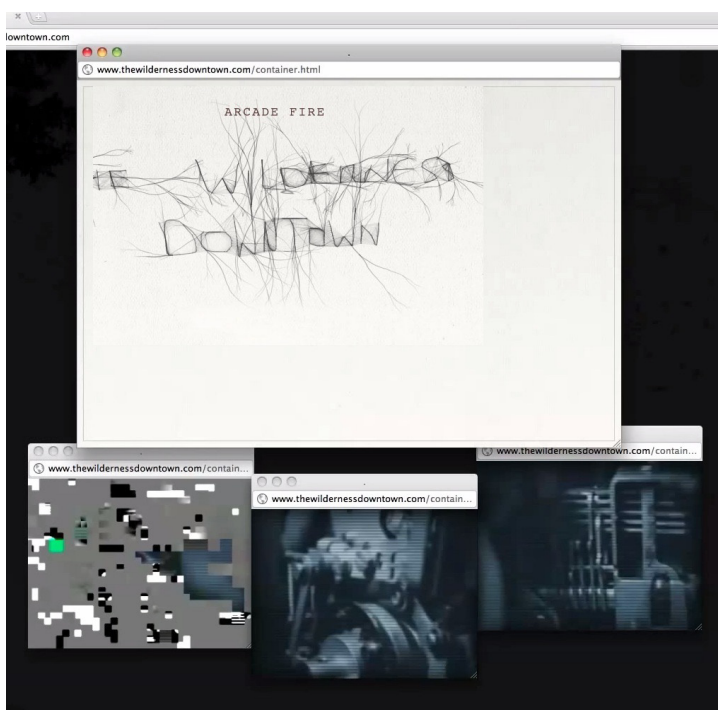 lowntown.com
www.thewildernessdowntown.com/container.html
ARCADE FIRE
HE WILDERNESS
DOWNTOWN
www.thewildernessdowntown.com/contain...
www.thewildernessdowntown.com/contain...
www.thewildernessdowntown.com/contain...